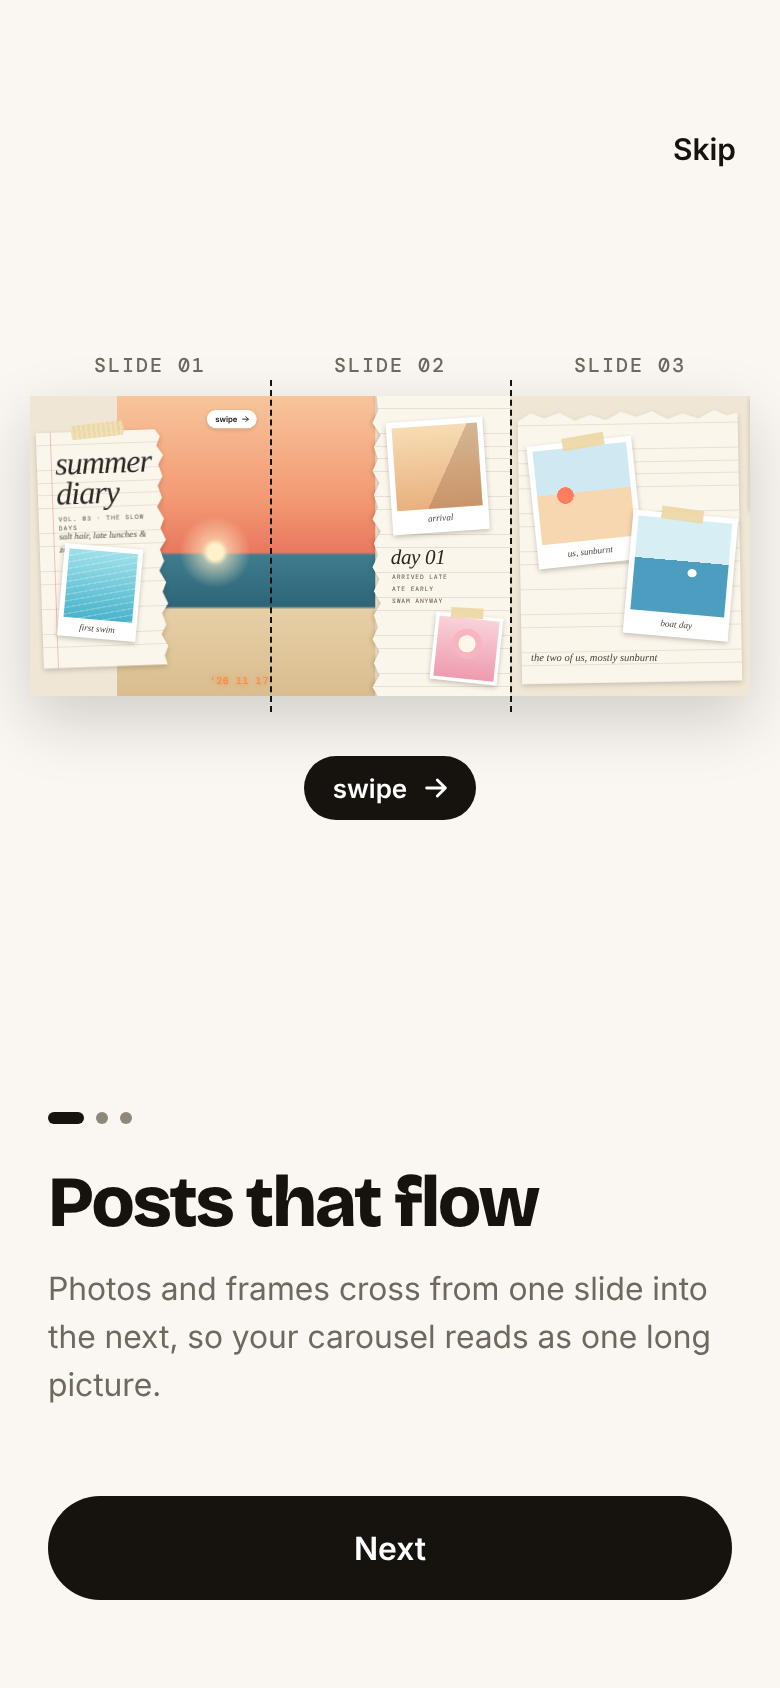 Skip
SLIDE 01
SLIDE 02
SLIDE 03
swipe →
summer
diary
VOL. 03 · THE SLOW
DAYS
salt hair, late lunches &
first swim
'26 11 17
arrival
day 01
ARRIVED LATE
ATE EARLY
SWAM ANYWAY
us, sunburnt
boat day
the two of us, mostly sunburnt
swipe →
Posts that flow
Photos and frames cross from one slide into
the next, so your carousel reads as one long
picture.
Next